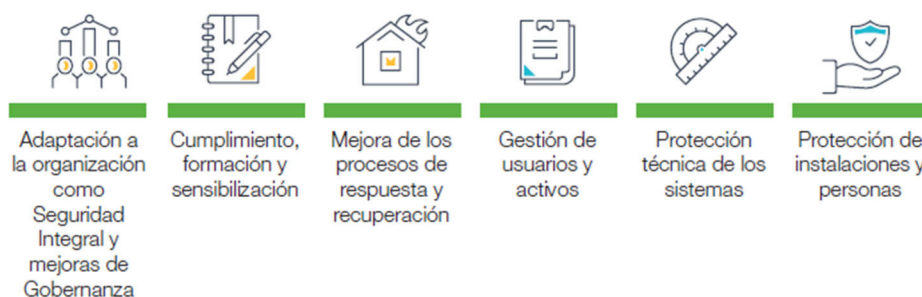 Adaptación a
la organización
como
Seguridad
Integral y
mejoras de
Gobernanza
Cumplimiento,
formación y
sensibilización
Mejora de los
procesos de
respuesta y
recuperación
Gestión de
usuarios y
activos
Protección
técnica de los
sistemas
Protección de
instalaciones y
personas